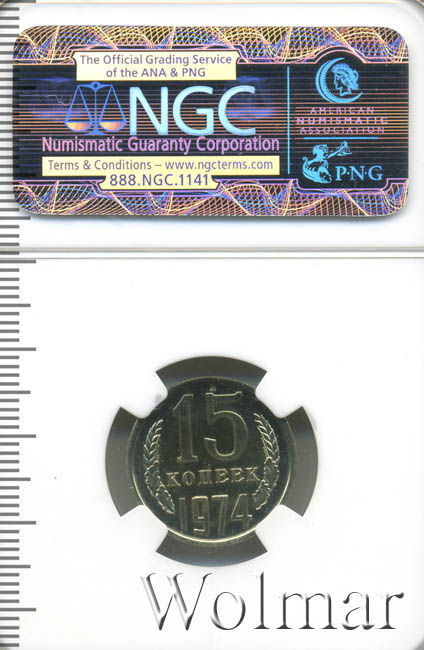 The Official Grading Service
of the ANA & PNG
NGC
Numismatic Guaranty Corporation
Terms & Conditions – www.ngcterms.com
888.NGC.1141
AMERICAN
NUMISMATIC
ASSOCIATION
P·N·G
15
КОПЕЕК
1974
Wolmar